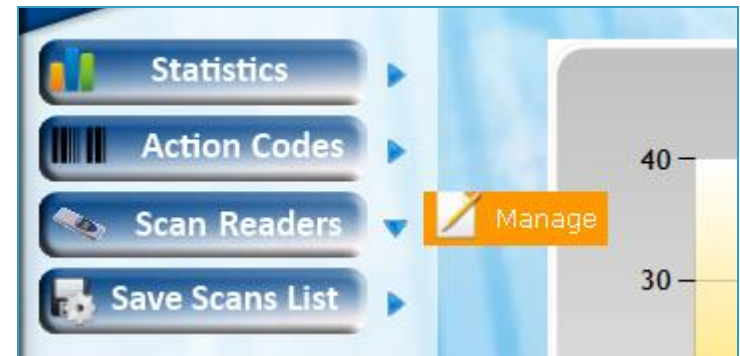 Statistics
Action Codes
40
Scan Readers
Manage
30
Save Scans List